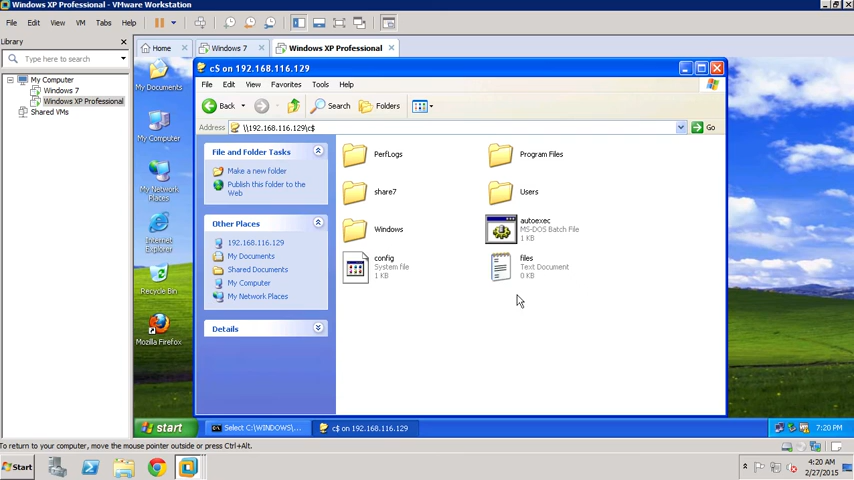 Windows XP Professional - VMware Workstation
File Edit View VM Tabs Help
Library
Type here to search
My Computer
Windows 7
Windows XP Professional
Shared VMs
Home Windows 7 Windows XP Professional
My Documents
My Computer
My Network
Places
Internet
Explorer
Recycle Bin
Mozilla Firefox
c$ on 192.168.116.129
File Edit View Favorites Tools Help
Back Search Folders
Address \\192.168.116.129\c$ Go
File and Folder Tasks
Make a new folder
Publish this folder to the
Web
Other Places
192.168.116.129
My Documents
Shared Documents
My Computer
My Network Places
Details
PerfLogs
Program Files
share7
Users
Windows
autoexec
MS-DOS Batch File
1 KB
config
System file
1 KB
files
Text Document
0 KB
start Select C:\WINDOWS\... c$ on 192.168.116.129 7:20 PM
To return to your computer, move the mouse pointer outside or press Ctrl+Alt.
Start 4:20 AM
2/27/2015